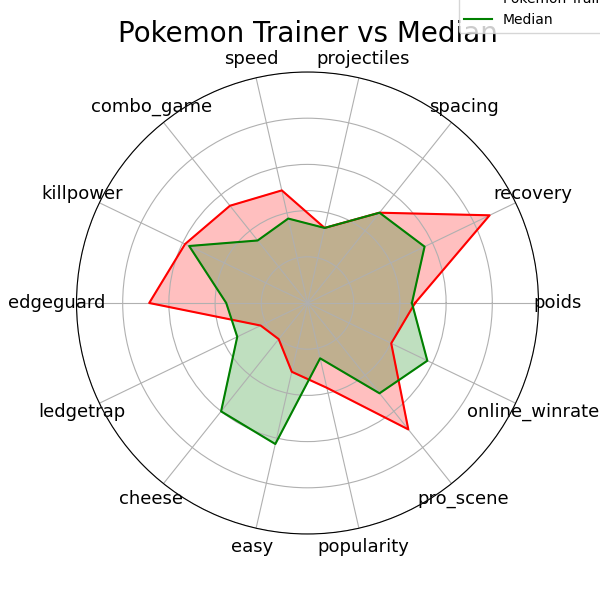 Pokemon Trainer vs Median
Median
speed
projectiles
combo_game
spacing
killpower
recovery
edgeguard
poids
ledgetrap
online_winrate
cheese
pro_scene
easy
popularity